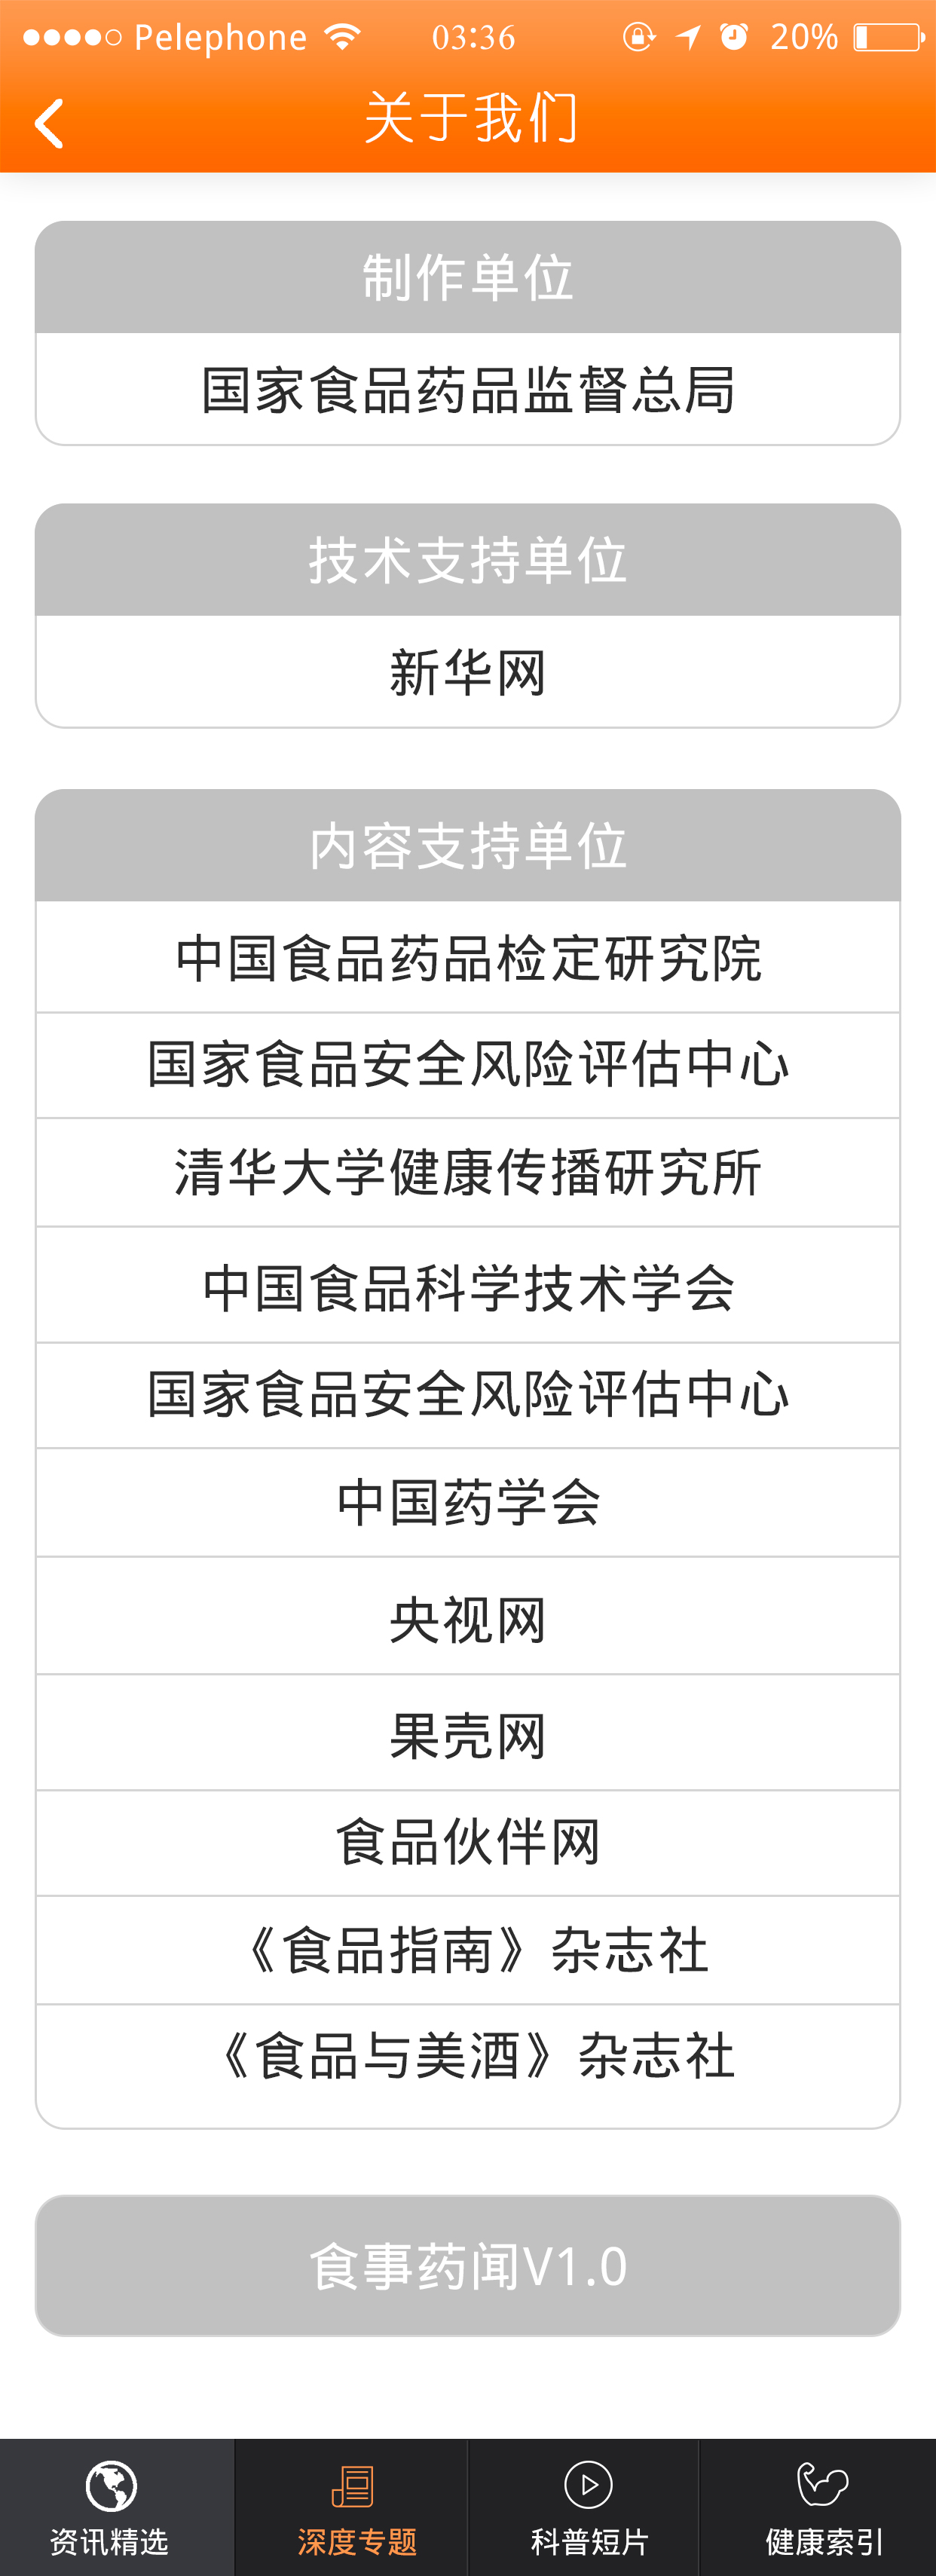 Pelephone 03:36 20%
关于我们
制作单位
国家食品药品监督总局
技术支持单位
新华网
内容支持单位
中国食品药品检定研究院
国家食品安全风险评估中心
清华大学健康传播研究所
中国食品科学技术学会
国家食品安全风险评估中心
中国药学会
央视网
果壳网
食品伙伴网
《食品指南》杂志社
《食品与美酒》杂志社
食事药闻V1.0
资讯精选 深度专题 科普短片 健康索引